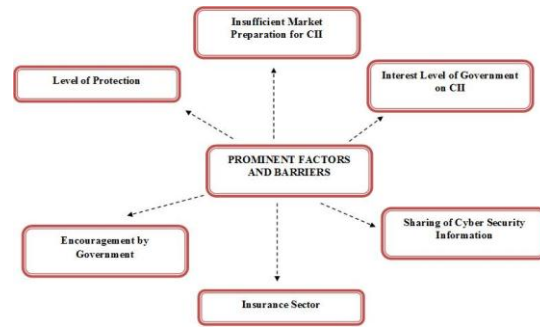 Insufficient Market
Preparation for CII
Level of Protection
Interest Level of Government
on CII
PROMINENT FACTORS
AND BARRIERS
Sharing of Cyber Security
Information
Encouragement by
Government
Insurance Sector